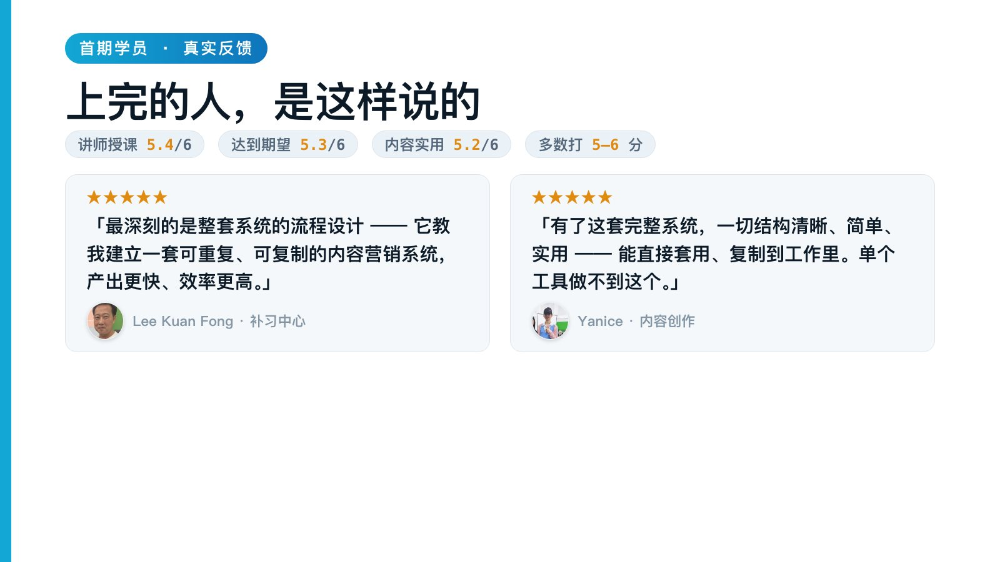 首期学员 · 真实反馈
上完的人，是这样说的
讲师授课 5.4/6
达到期望 5.3/6
内容实用 5.2/6
多数打 5–6 分
★★★★★
「最深刻的是整套系统的流程设计 —— 它教
我建立一套可重复、可复制的内容营销系统，
产出更快、效率更高。」
Lee Kuan Fong · 补习中心
★★★★★
「有了这套完整系统，一切结构清晰、简单、
实用 —— 能直接套用、复制到工作里。单个
工具做不到这个。」
Yanice · 内容创作